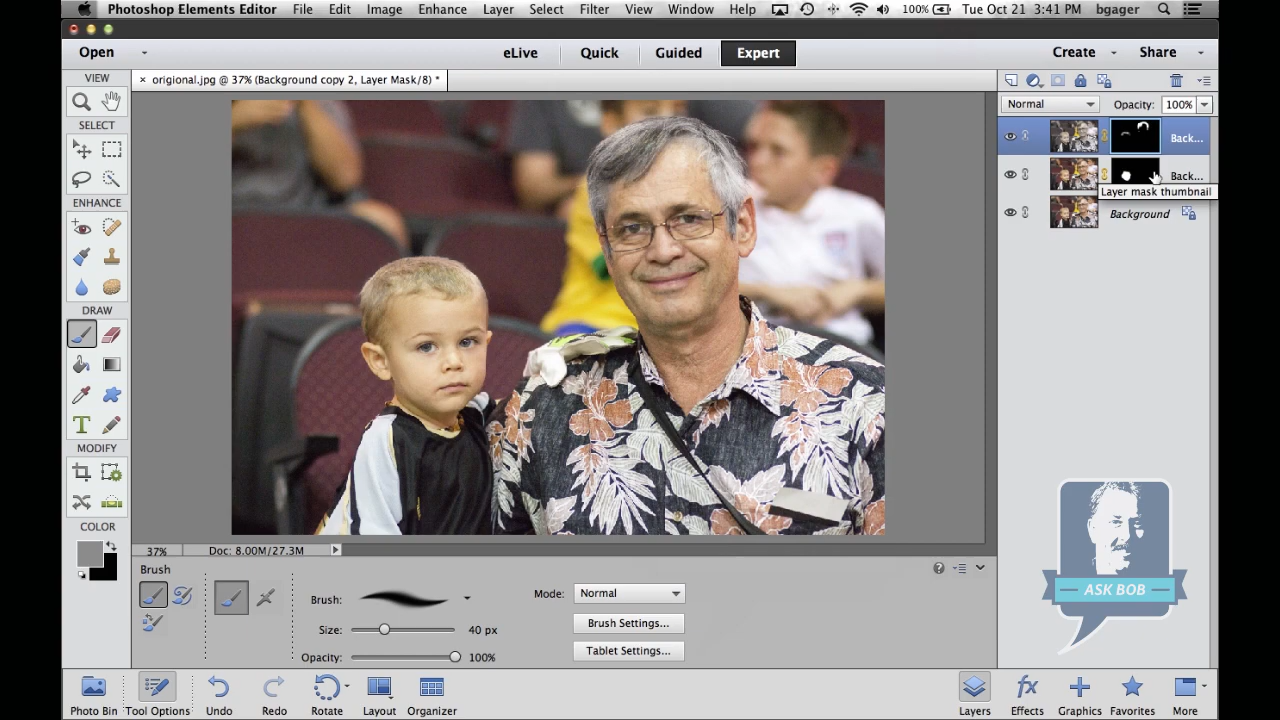 Photoshop Elements Editor File Edit Image Enhance Layer Select Filter View Window Help 100% Tue Oct 21 3:41 PM bgager
Open eLive Quick Guided Expert Create Share
VIEW
× origional.jpg @ 37% (Background copy 2, Layer Mask/8) *
Normal Opacity: 100%
SELECT
Back...
Back...
Layer mask thumbnail
ENHANCE
Background
DRAW
T
MODIFY
COLOR
37% Doc: 8.00M/27.3M
Brush
Brush:
Mode: Normal
Size: 40 px
Brush Settings...
Opacity: 100%
Tablet Settings...
ASK BOB
Photo Bin Tool Options Undo Redo Rotate Layout Organizer Layers fx Effects Graphics Favorites More